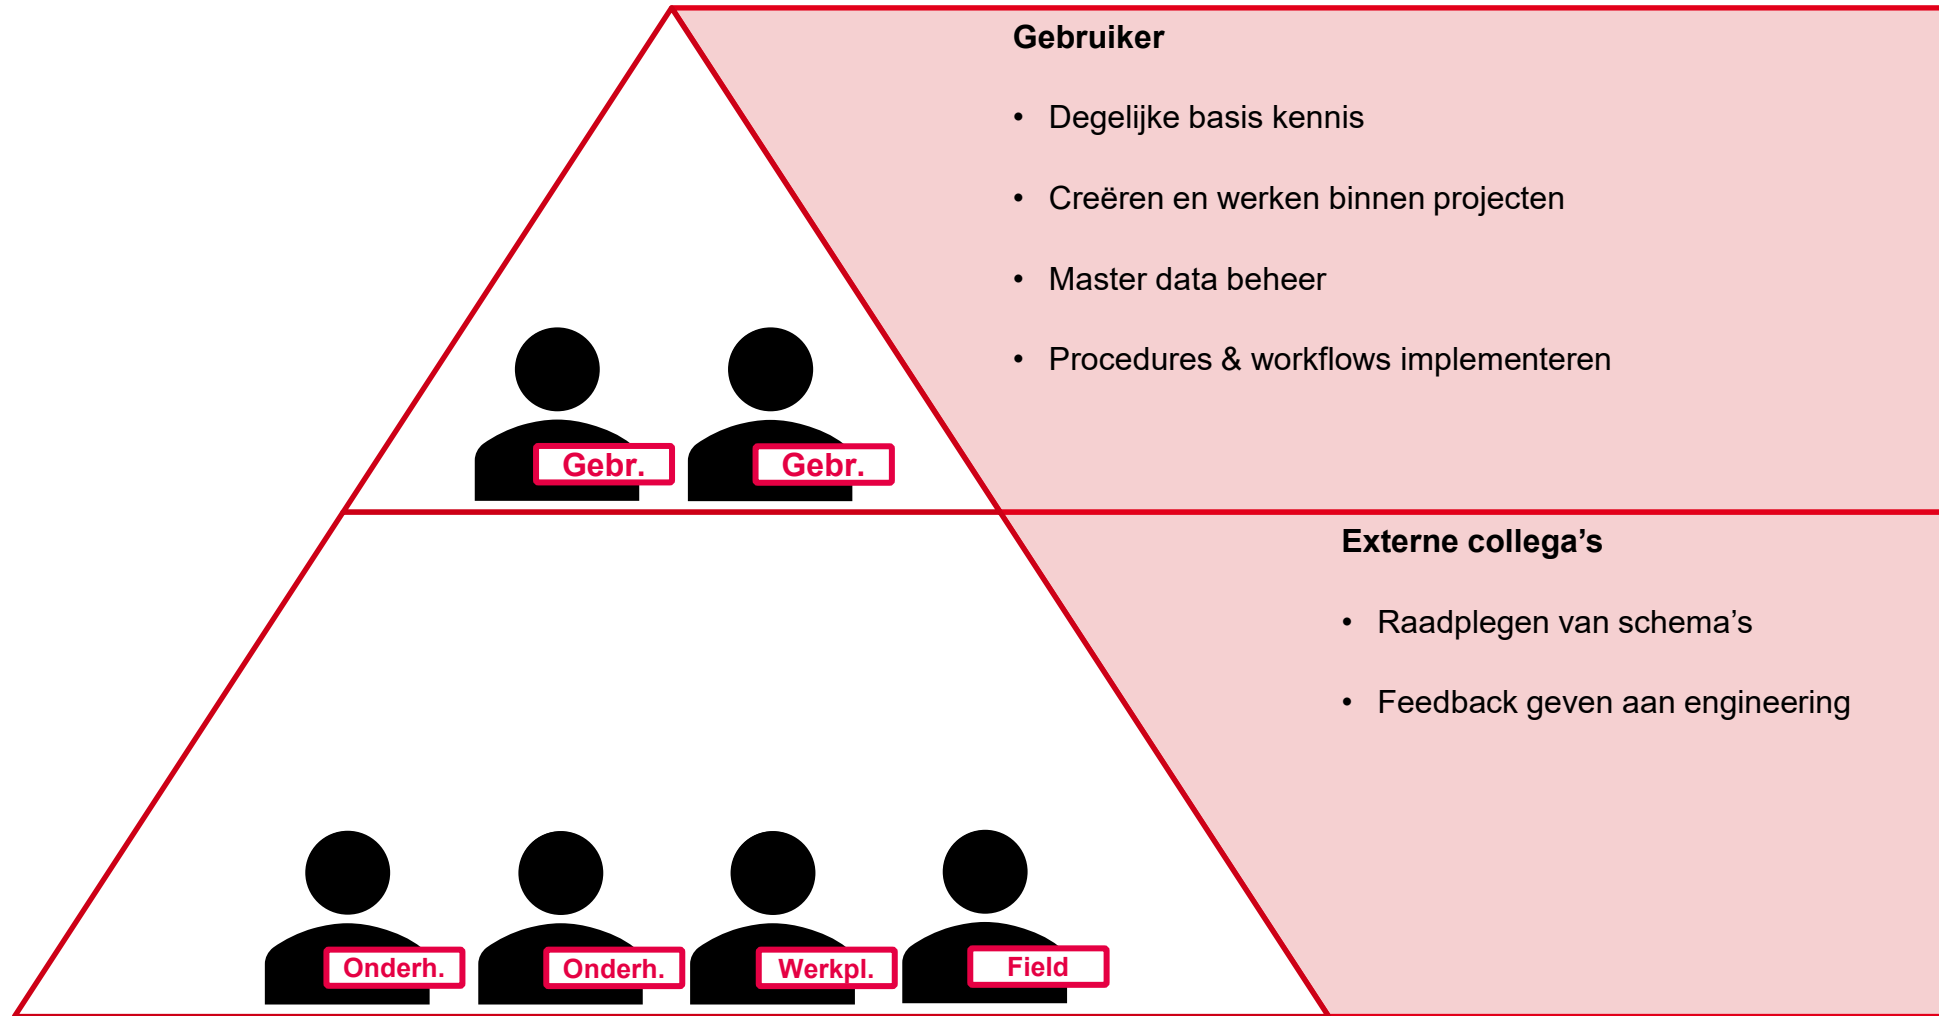 Gebruiker
• Degelijke basis kennis
• Creëren en werken binnen projecten
• Master data beheer
• Procedures & workflows implementeren
Gebr.
Gebr.
Externe collega’s
• Raadplegen van schema’s
• Feedback geven aan engineering
Onderh.
Onderh.
Werkpl.
Field